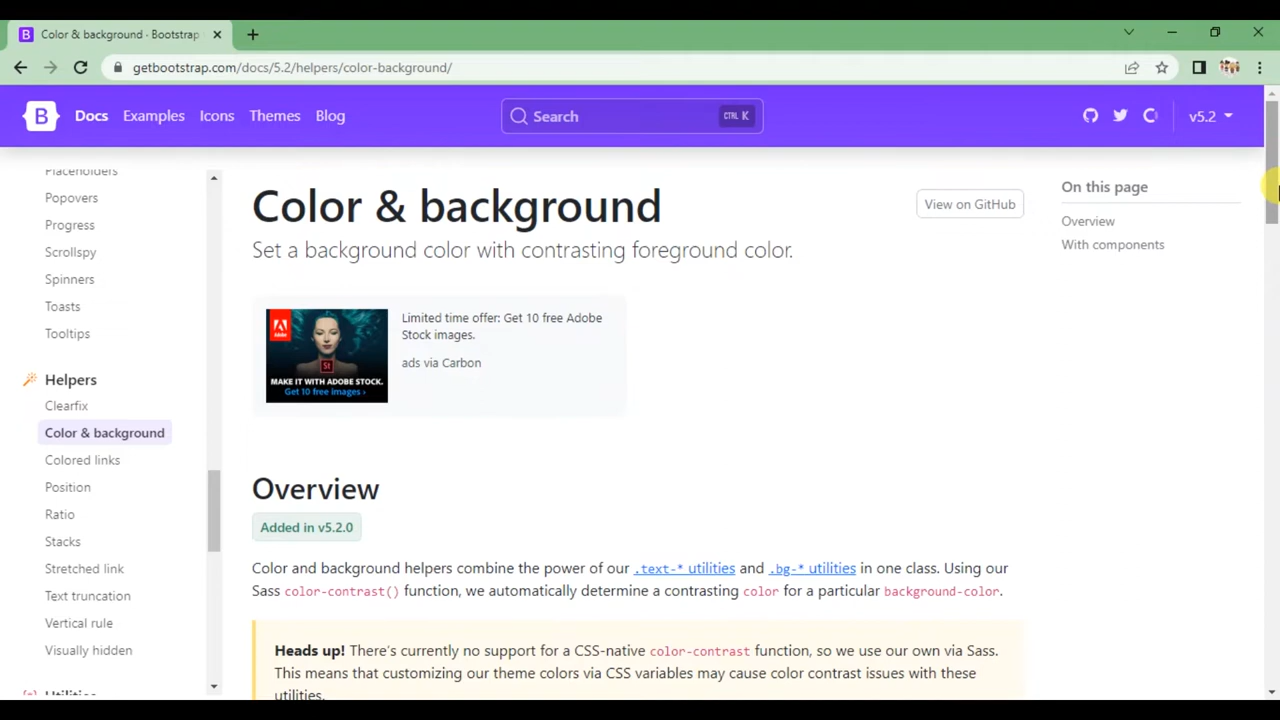 Color & background · Bootstrap
getbootstrap.com/docs/5.2/helpers/color-background/
B Docs Examples Icons Themes Blog Search CTRL K v5.2
Placeholders
Popovers
Progress
Scrollspy
Spinners
Toasts
Tooltips
Helpers
Clearfix
Color & background
Colored links
Position
Ratio
Stacks
Stretched link
Text truncation
Vertical rule
Visually hidden
Utilities
Color & background
View on GitHub
Set a background color with contrasting foreground color.
Adobe
St
MAKE IT WITH ADOBE STOCK.
Get 10 free images ›
Limited time offer: Get 10 free Adobe
Stock images.
ads via Carbon
Overview
Added in v5.2.0
Color and background helpers combine the power of our .text-* utilities and .bg-* utilities in one class. Using our
Sass color-contrast() function, we automatically determine a contrasting color for a particular background-color.
Heads up! There's currently no support for a CSS-native color-contrast function, so we use our own via Sass.
This means that customizing our theme colors via CSS variables may cause color contrast issues with these
utilities.
On this page
Overview
With components